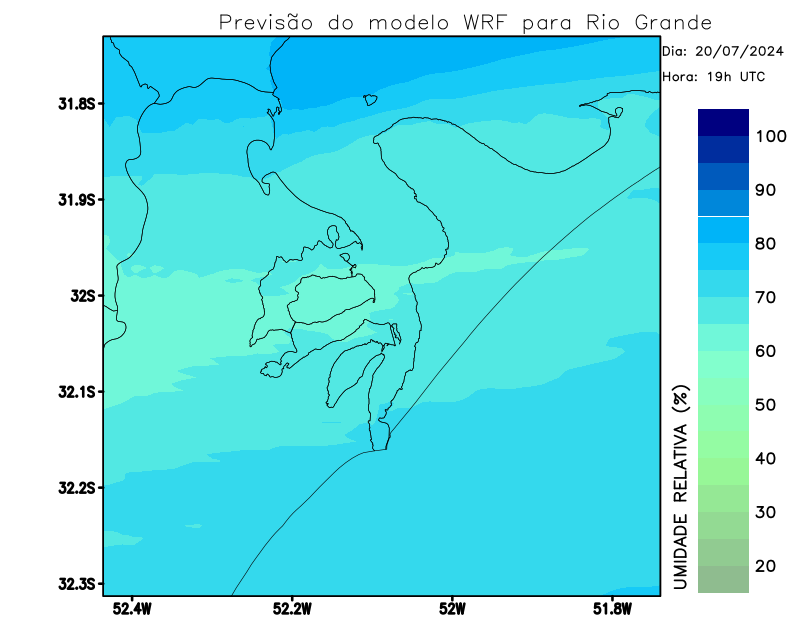 Previsão do modelo WRF para Rio Grande
Dia: 20/07/2024
Hora: 19h UTC
31.8S
31.9S
32S
32.1S
32.2S
32.3S
52.4W
52.2W
52W
51.8W
100
90
80
70
60
50
40
30
20
UMIDADE RELATIVA (%)